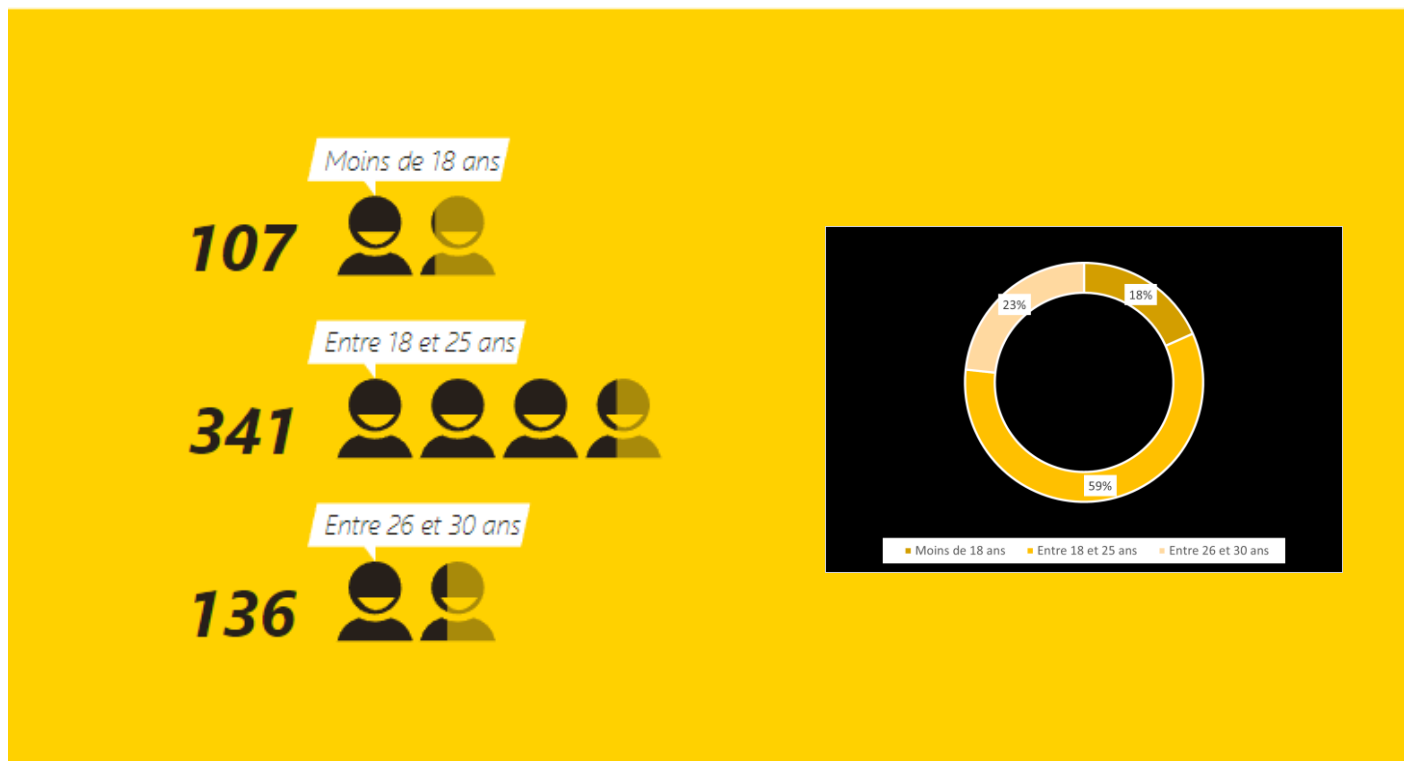 Moins de 18 ans
107
Entre 18 et 25 ans
341
Entre 26 et 30 ans
136
23%
18%
59%
Moins de 18 ans Entre 18 et 25 ans Entre 26 et 30 ans